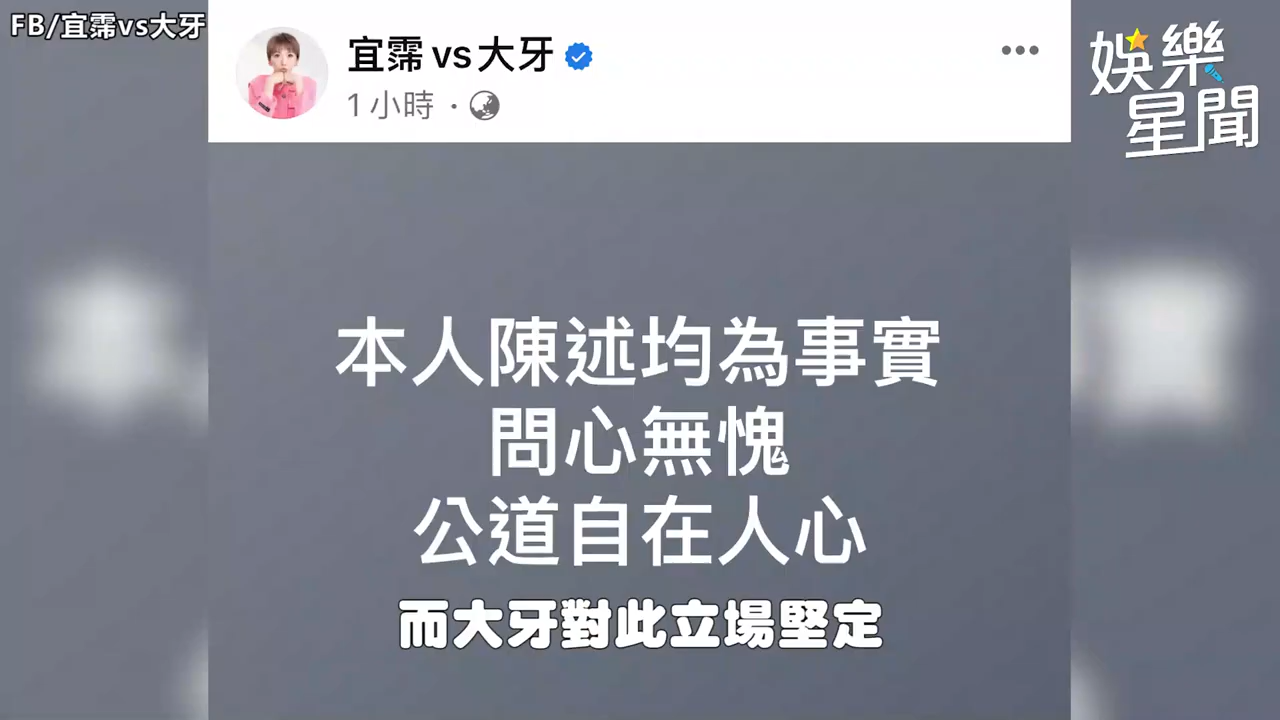 FB/宜霈vs大牙
宜霈 vs 大牙
1 小時 ·
娛樂
星聞
本人陳述均為事實
問心無愧
公道自在人心
而大牙對此立場堅定